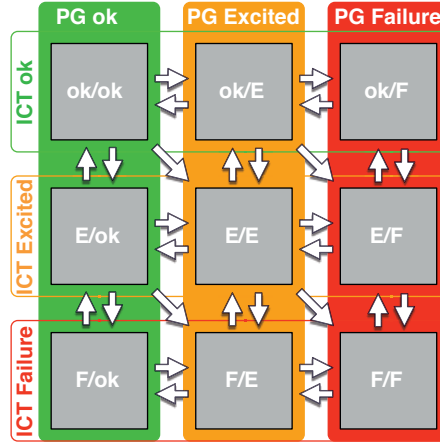 PG ok PG Excited PG Failure
ICT ok
ok/ok ok/E ok/F
ICT Excited
E/ok E/E E/F
ICT Failure
F/ok F/E F/F